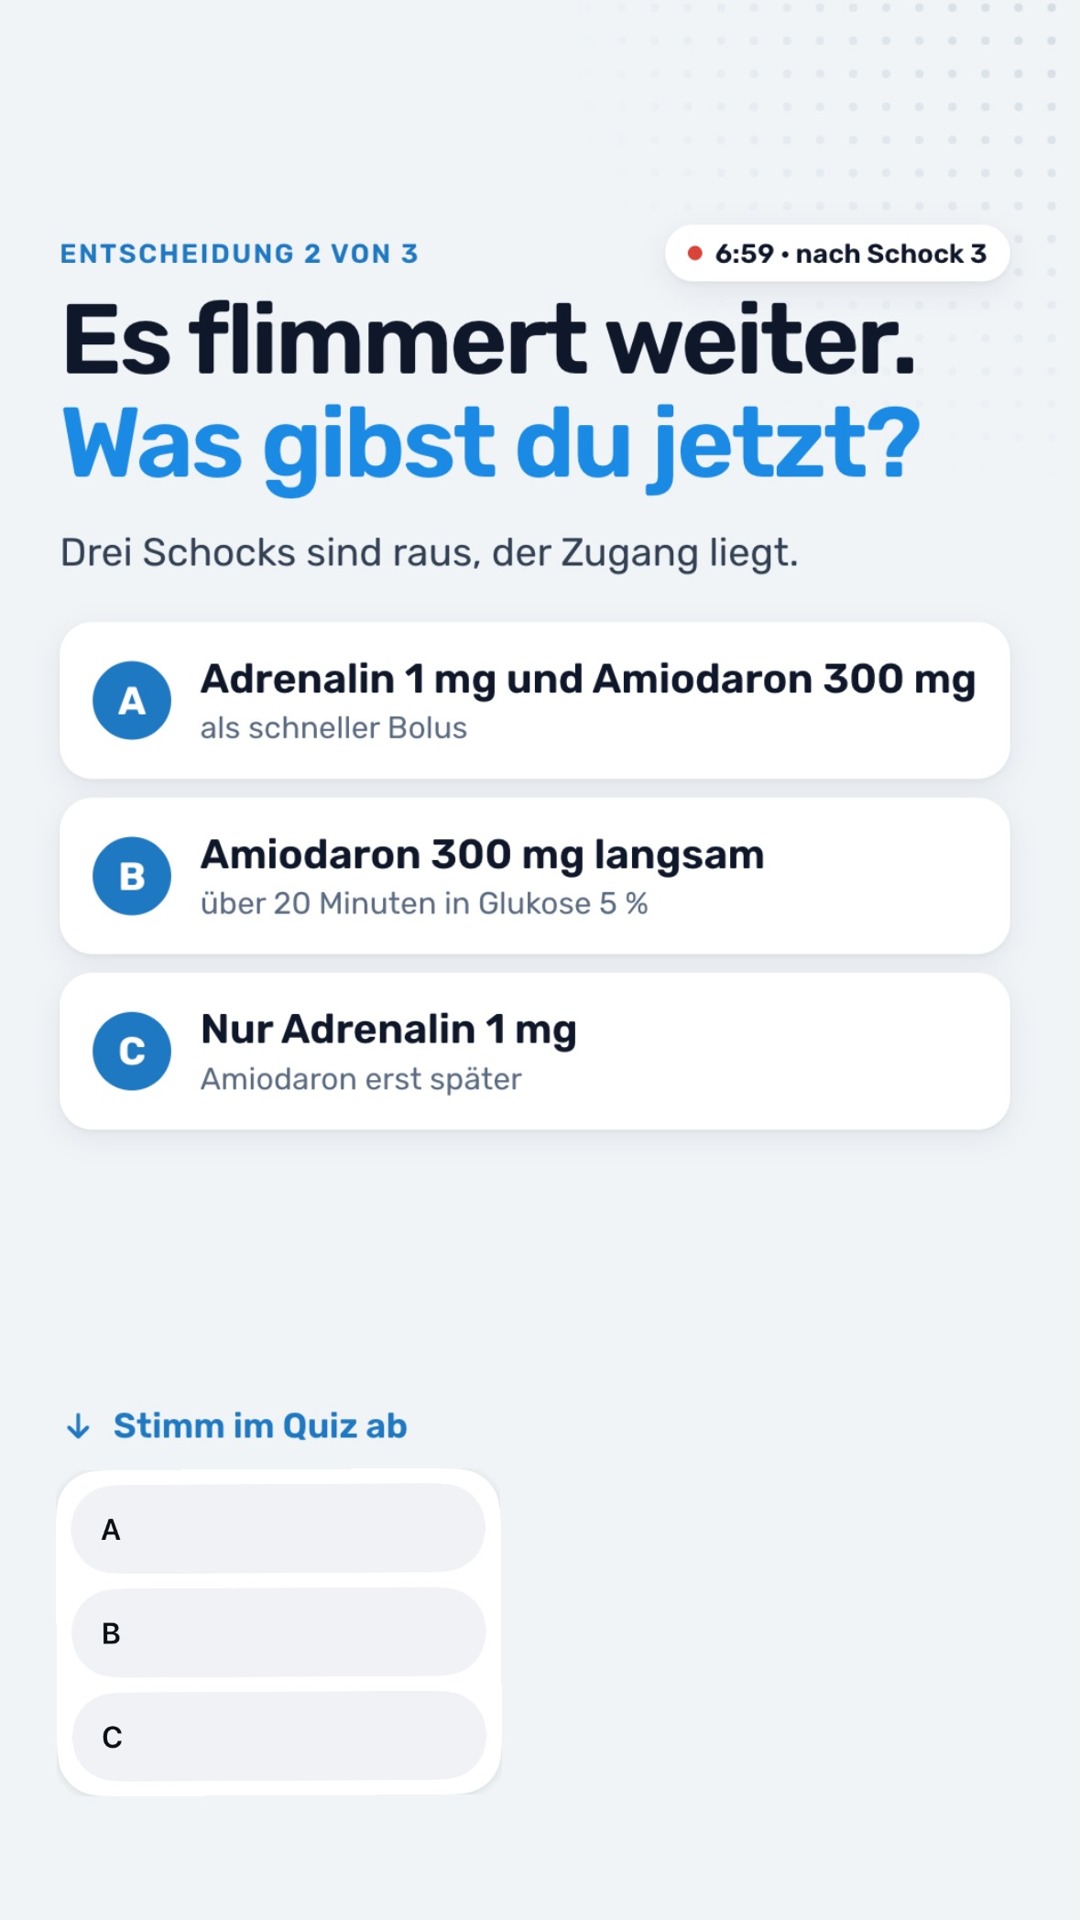 ENTSCHEIDUNG 2 VON 3
6:59 · nach Schock 3
Es flimmert weiter.
Was gibst du jetzt?
Drei Schocks sind raus, der Zugang liegt.
A
Adrenalin 1 mg und Amiodaron 300 mg
als schneller Bolus
B
Amiodaron 300 mg langsam
über 20 Minuten in Glukose 5 %
C
Nur Adrenalin 1 mg
Amiodaron erst später
↓ Stimm im Quiz ab
A
B
C